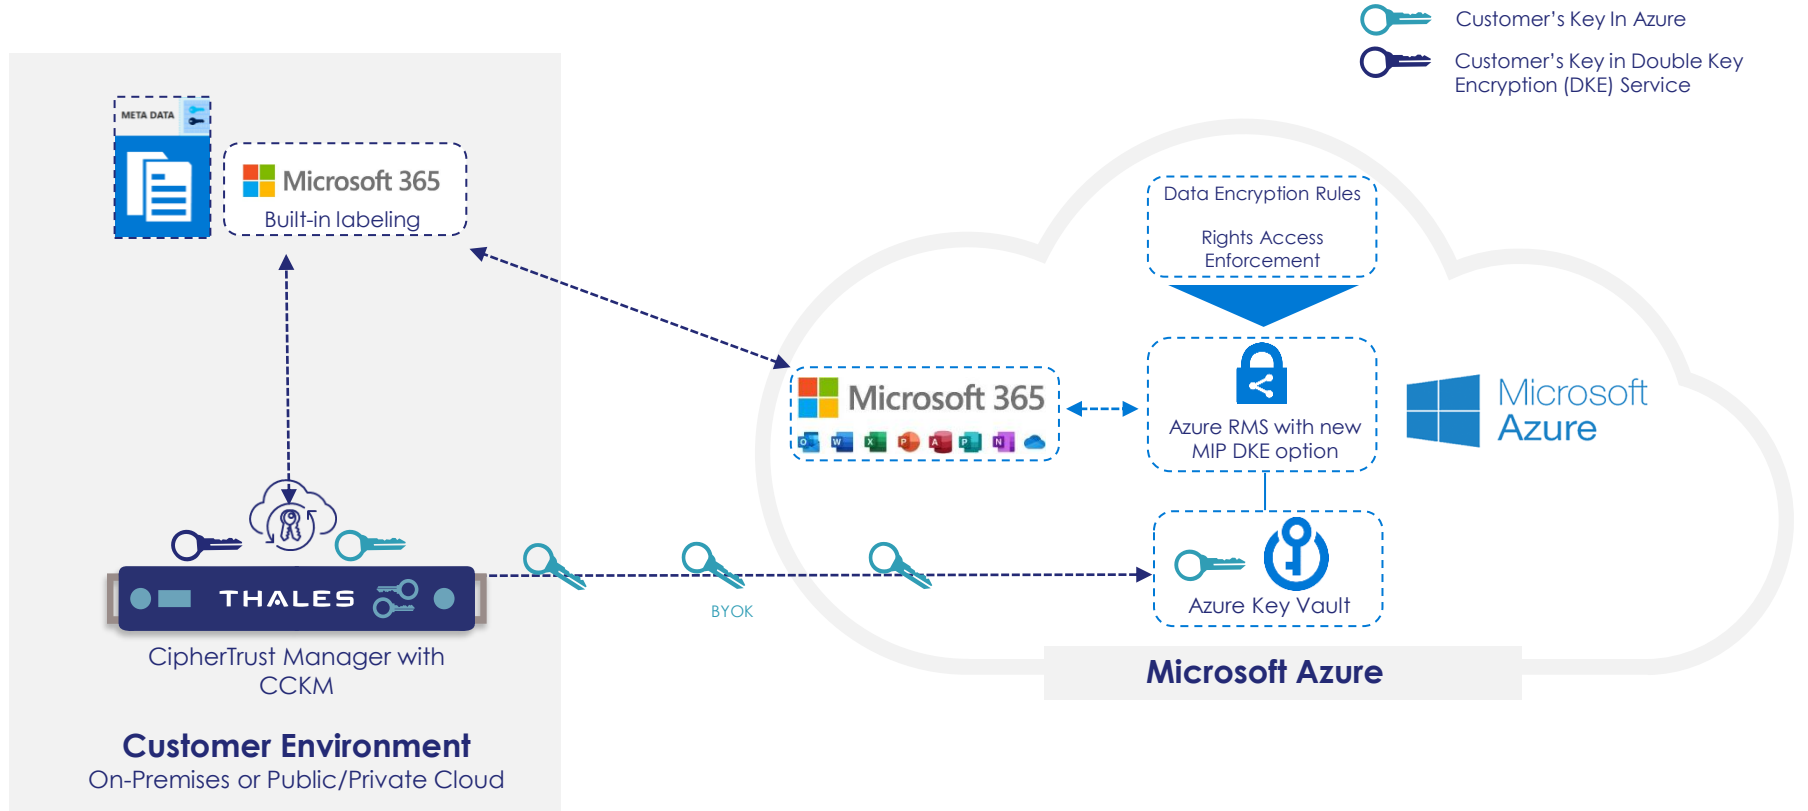 Customer's Key In Azure
Customer's Key in Double Key
Encryption (DKE) Service
META DATA
Microsoft 365
Built-in labeling
Data Encryption Rules
Rights Access
Enforcement
Microsoft 365
Azure RMS with new
MIP DKE option
Microsoft
Azure
THALES
BYOK
Azure Key Vault
CipherTrust Manager with
CCKM
Microsoft Azure
Customer Environment
On-Premises or Public/Private Cloud